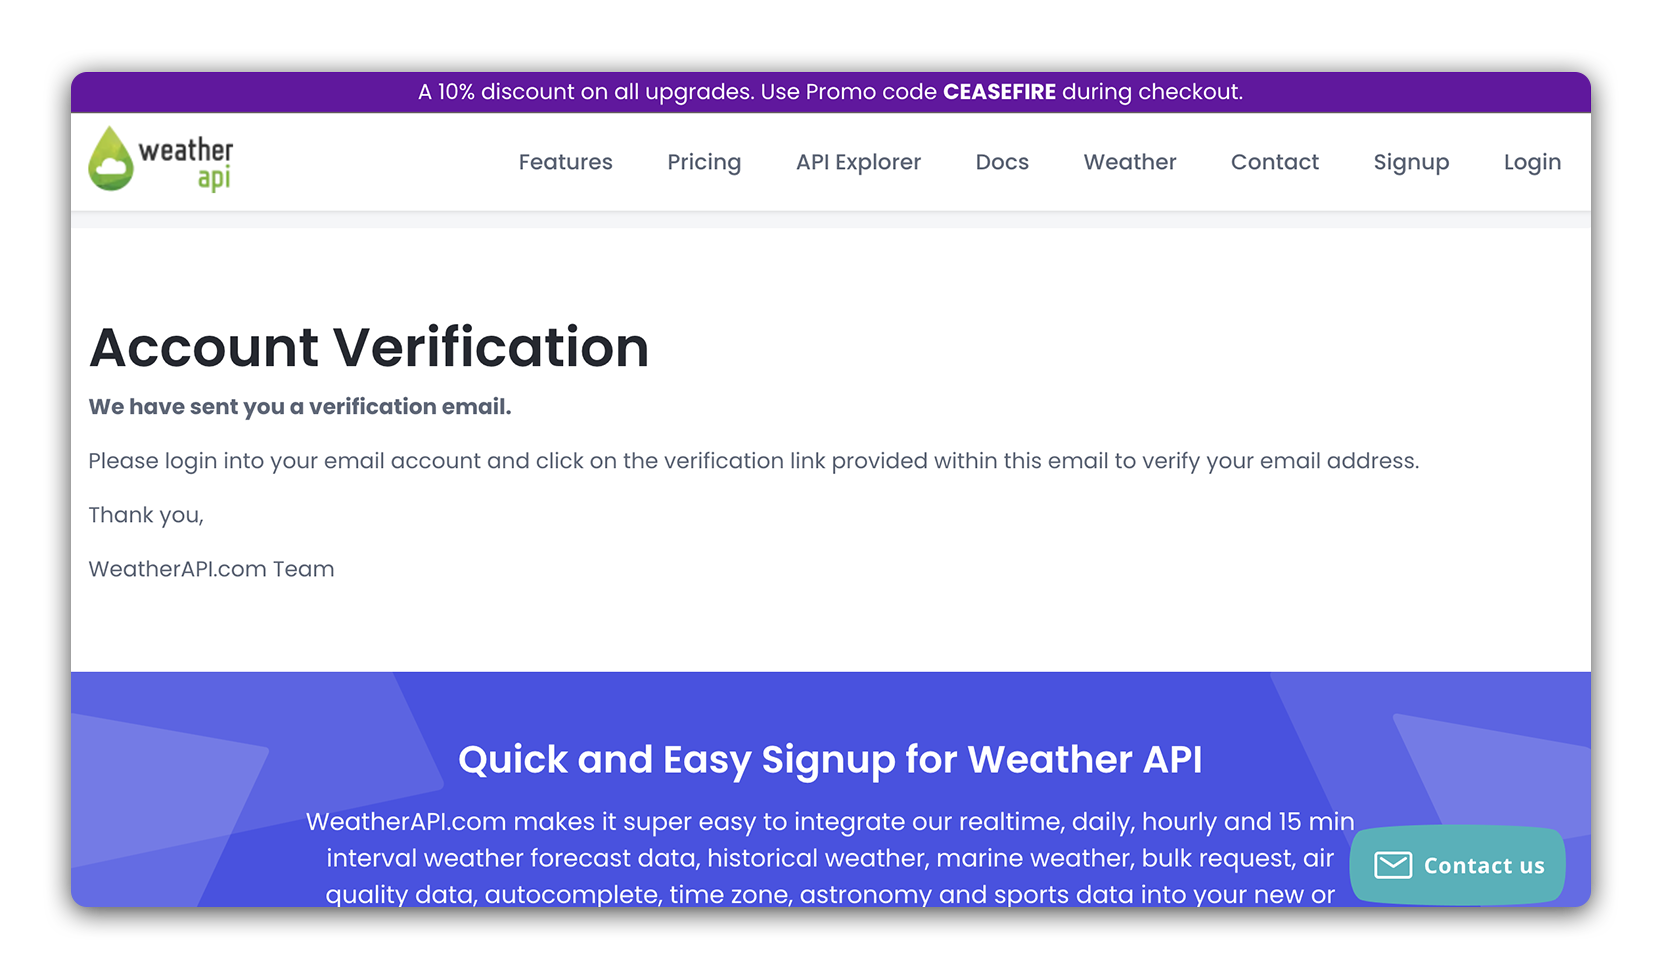 A 10% discount on all upgrades. Use Promo code CEASEFIRE during checkout.
weather
api
Features Pricing API Explorer Docs Weather Contact Signup Login
Account Verification
We have sent you a verification email.
Please login into your email account and click on the verification link provided within this email to verify your email address.
Thank you,
WeatherAPI.com Team
Quick and Easy Signup for Weather API
WeatherAPI.com makes it super easy to integrate our realtime, daily, hourly and 15 min
interval weather forecast data, historical weather, marine weather, bulk request, air
quality data, autocomplete, time zone, astronomy and sports data into your new or
Contact us